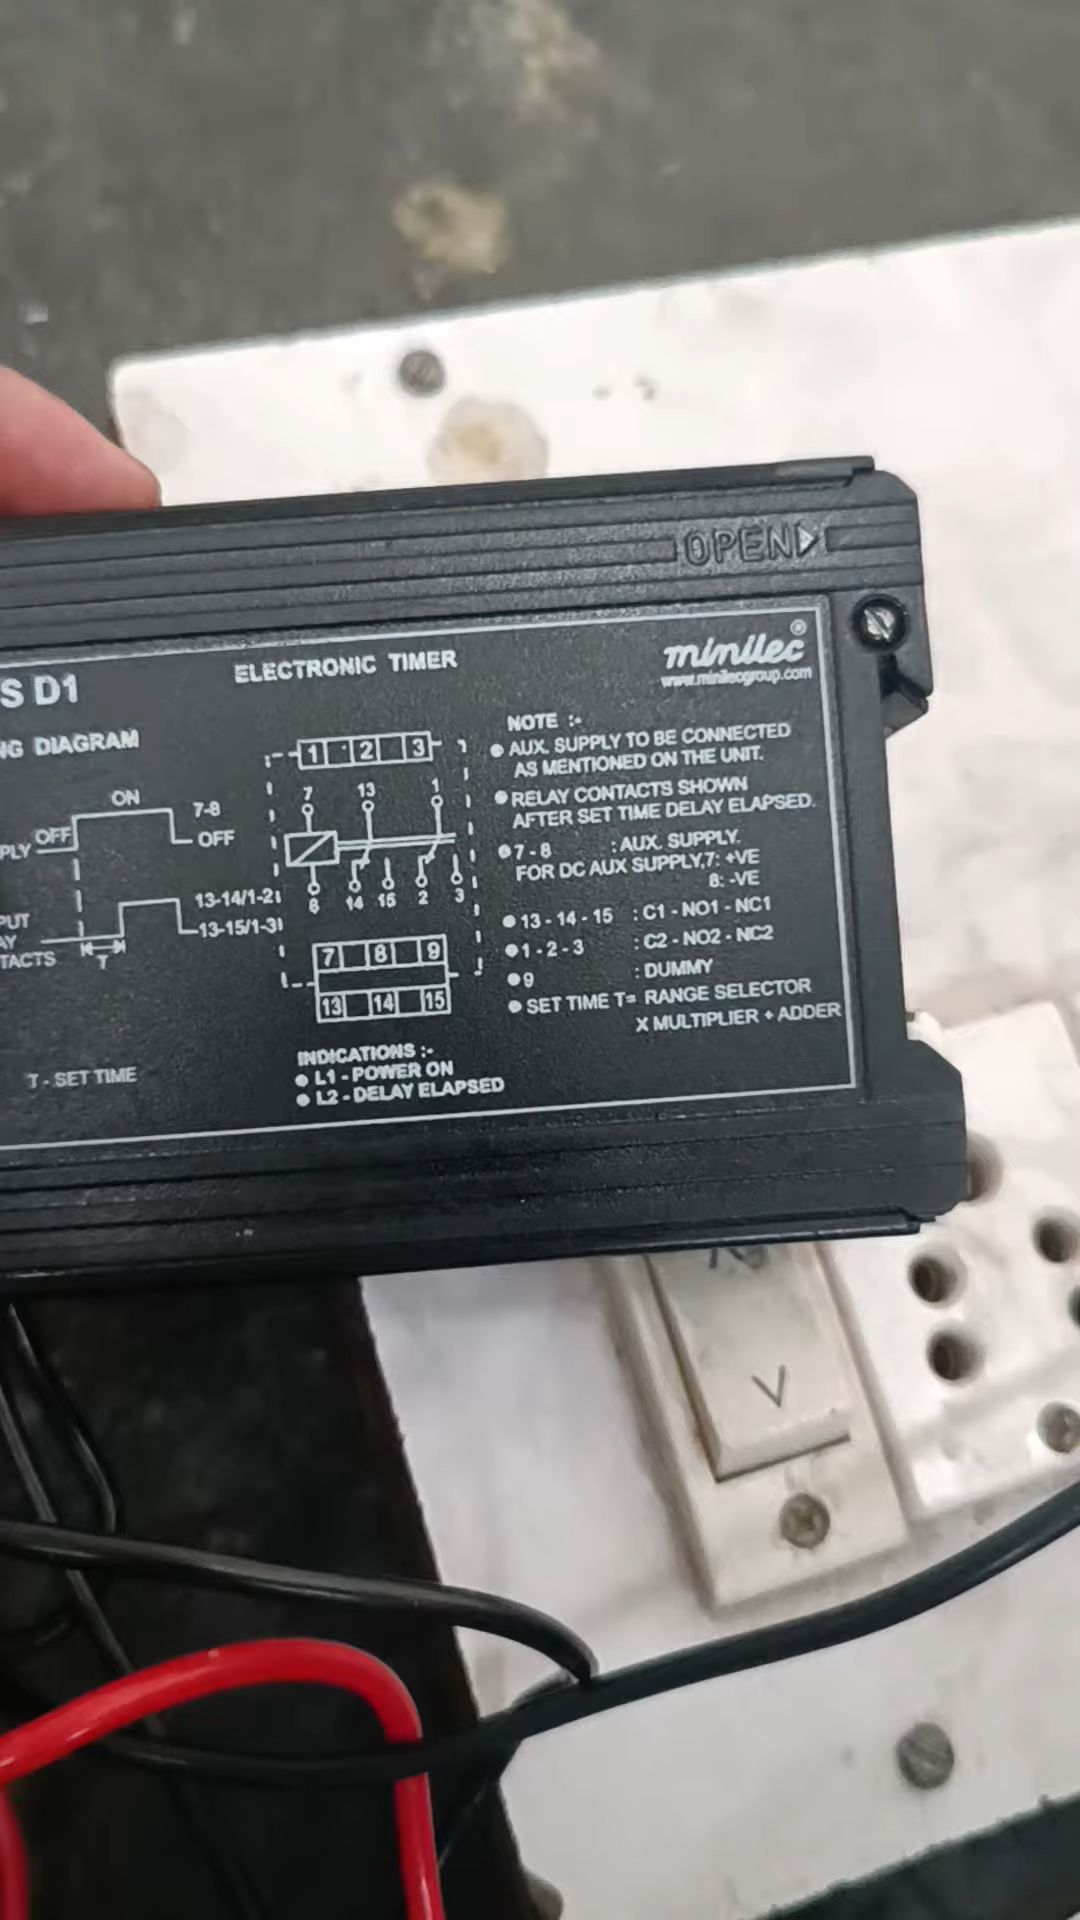 OPEN
minilec®
www.minilecgroup.com
S D1
ELECTRONIC TIMER
NG DIAGRAM
ON
7-8
OFF
OFF
PLY
13-14/1-2
13-15/1-3
PUT
AY
TACTS
T
T - SET TIME
1 2 3
7 13 1
8 14 15 2 3
7 8 9
13 14 15
INDICATIONS :-
● L1 - POWER ON
● L2 - DELAY ELAPSED
NOTE :-
● AUX. SUPPLY TO BE CONNECTED
AS MENTIONED ON THE UNIT.
● RELAY CONTACTS SHOWN
AFTER SET TIME DELAY ELAPSED.
● 7 - 8 : AUX. SUPPLY.
FOR DC AUX SUPPLY,7: +VE
8: -VE
● 13 - 14 - 15 : C1 - NO1 - NC1
● 1 - 2 - 3 : C2 - NO2 - NC2
● 9 : DUMMY
● SET TIME T= RANGE SELECTOR
X MULTIPLIER + ADDER
V